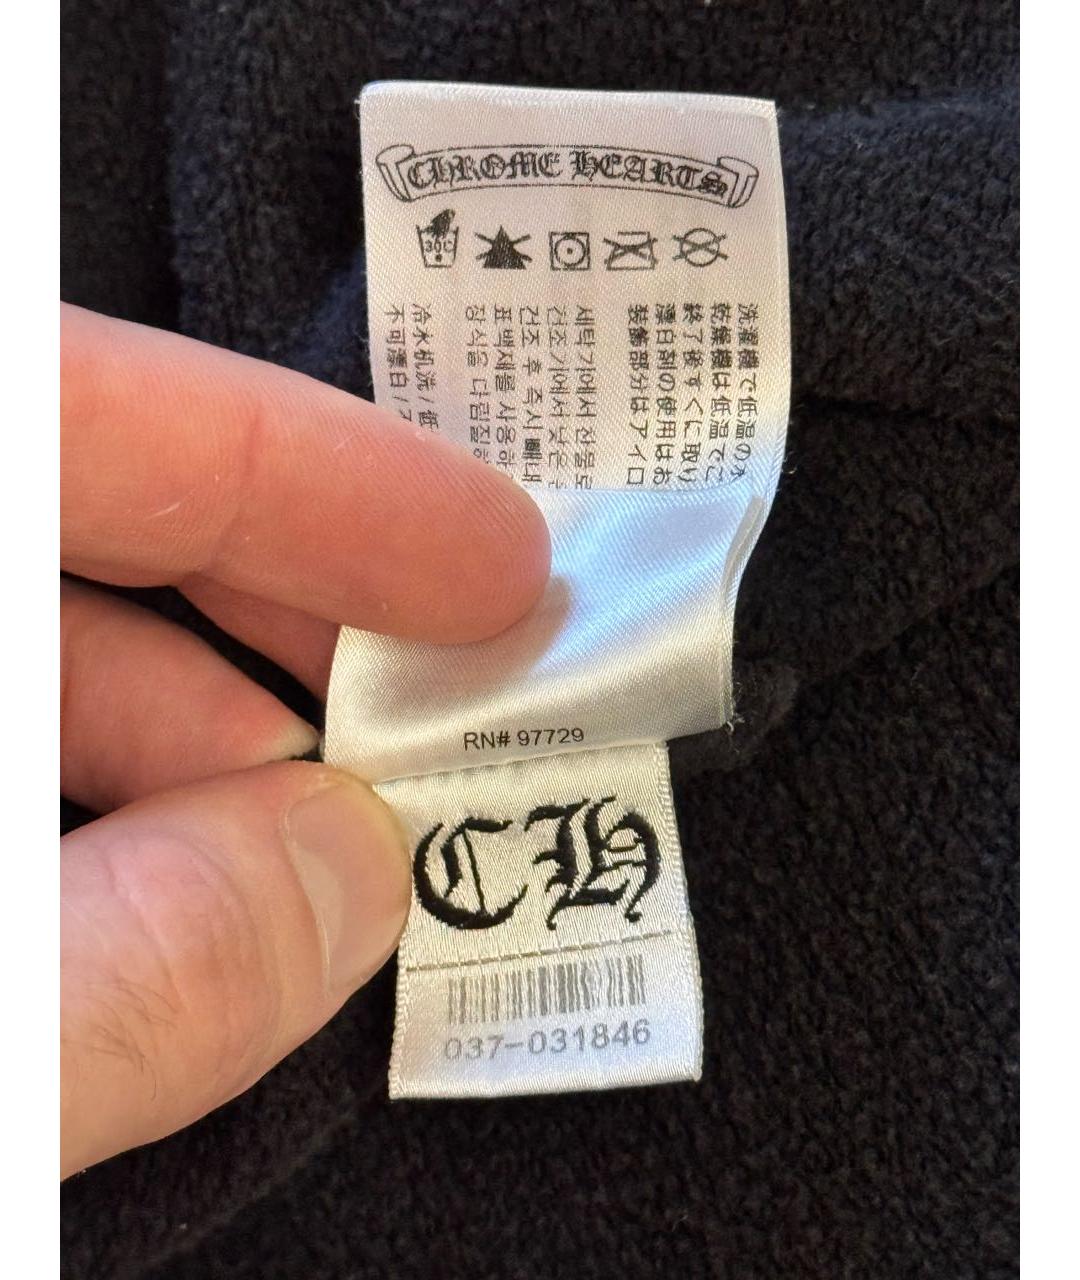 CHROME HEARTS
30C
洗濯機で低温の水
乾燥機は低温でご
終了後すぐに取り
漂白剤の使用はお
装飾部分はアイロ
세탁기에서 찬물로
건조기에서 낮은
건조 후 즉시 빼내
표백제를 사용하
장식을 다림질하
冷水机洗 / 低
不可漂白 /
RN# 97729
CH
037-031846